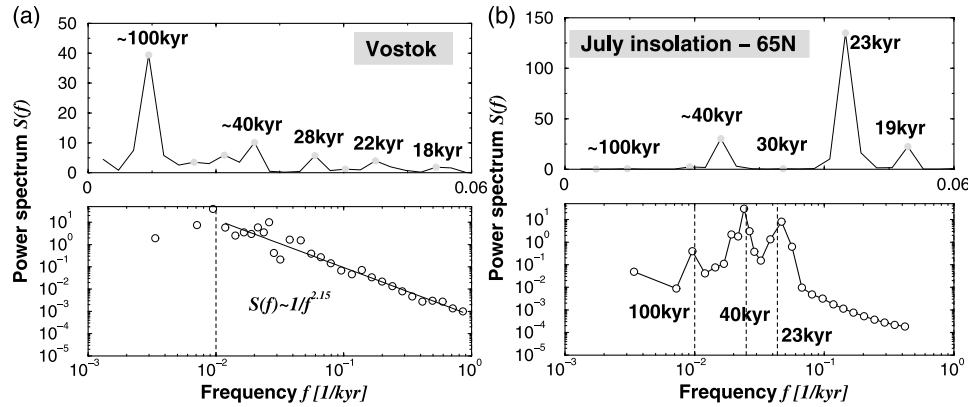 (a)
Vostok
Power spectrum S(f)
50
40
30
20
10
0
~100kyr
~40kyr
28kyr
22kyr
18kyr
0
0.06
10^1
10^0
10^-1
10^-2
10^-3
10^-4
10^-5
S(f)~1/f^2.15
10^-3
10^-2
10^-1
10^0
Frequency f [1/kyr]
(b)
July insolation – 65N
Power spectrum S(f)
150
125
100
75
50
25
0
~100kyr
~40kyr
30kyr
23kyr
19kyr
0
0.06
10^1
10^0
10^-1
10^-2
10^-3
10^-4
10^-5
100kyr
40kyr
23kyr
10^-3
10^-2
10^-1
10^0
Frequency f [1/kyr]